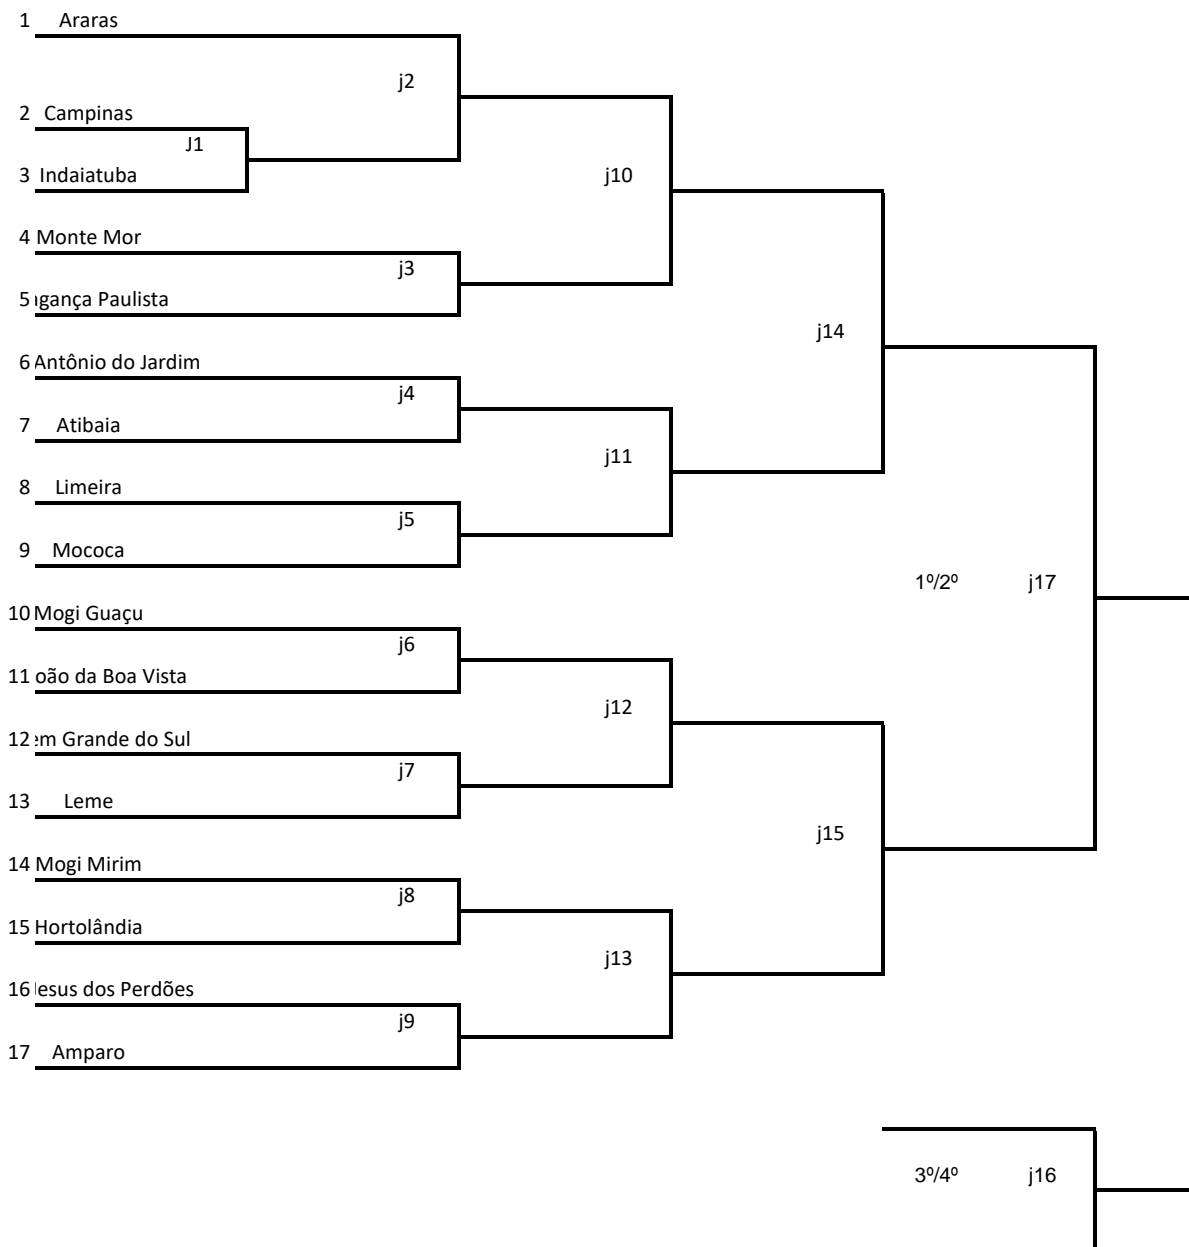 1 Araras
j2
2 Campinas
J1
3 Indaiatuba
j10
4 Monte Mor
j3
5 gança Paulista
j14
6 Antônio do Jardim
j4
7 Atibaia
j11
8 Limeira
j5
9 Mococa
1º/2º j17
10 Mogi Guaçu
j6
11 oão da Boa Vista
j12
12 em Grande do Sul
j7
13 Leme
j15
14 Mogi Mirim
j8
15 Hortolândia
j13
16 esus dos Perdões
j9
17 Amparo
3º/4º j16